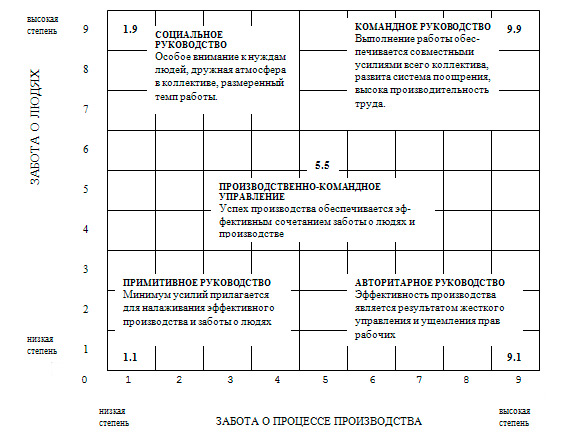 высокая
степень
9
1.9
СОЦИАЛЬНОЕ
РУКОВОДСТВО
Особое внимание к нуждам
людей, дружная атмосфера
в коллективе, размеренный
темп работы.
КОМАНДНОЕ РУКОВОДСТВО
9.9
Выполнение работы обес-
печивается совместными
усилиями всего коллектива,
развита система поощрения,
высока производительность
труда.
ЗАБОТА О ЛЮДЯХ
8
7
6
5.5
5
ПРОИЗВОДСТВЕННО-КОМАНДНОЕ
УПРАВЛЕНИЕ
Успех производства обеспечивается эф-
фективным сочетанием заботы о людях и
производстве
4
3
ПРИМИТИВНОЕ РУКОВОДСТВО
Минимум усилий прилагается
для налаживания эффективного
производства и заботы о людях
АВТОРИТАРНОЕ РУКОВОДСТВО
Эффективность производства
является результатом жесткого
управления и ущемления прав
рабочих
2
низкая
степень
1
1.1
9.1
0 1 2 3 4 5 6 7 8 9
низкая
степень
ЗАБОТА О ПРОЦЕССЕ ПРОИЗВОДСТВА
высокая
степень